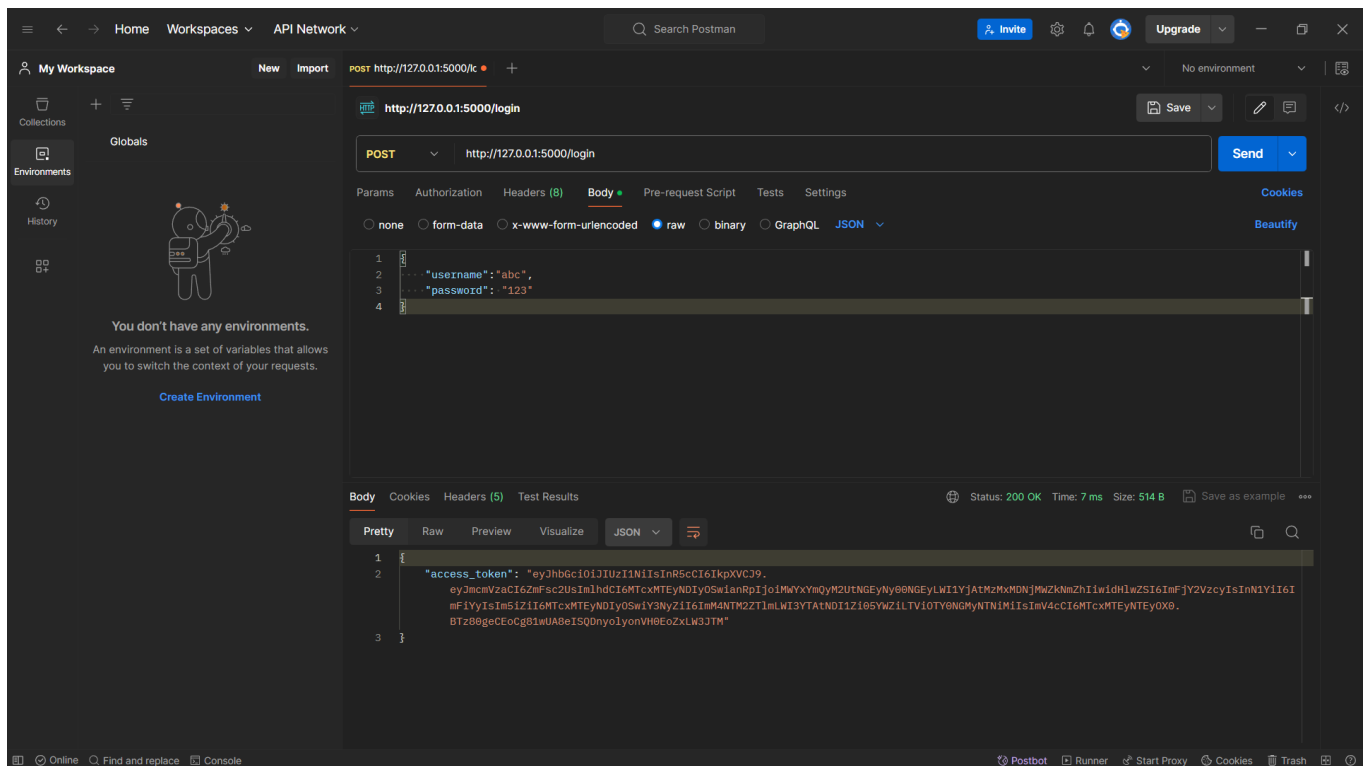 Home Workspaces API Network Search Postman Invite Upgrade
My Workspace New Import POST http://127.0.0.1:5000/lc No environment
Collections
HTTP http://127.0.0.1:5000/login Save
Globals
Environments
POST http://127.0.0.1:5000/login Send
Params Authorization Headers (8) Body Pre-request Script Tests Settings Cookies
History
none form-data x-www-form-urlencoded raw binary GraphQL JSON Beautify
1 {
2 "username":"abc",
3 "password": "123"
4 }
You don't have any environments.
An environment is a set of variables that allows
you to switch the context of your requests.
Create Environment
Body Cookies Headers (5) Test Results Status: 200 OK Time: 7 ms Size: 514 B Save as example
Pretty Raw Preview Visualize JSON
1 {
2 "access_token": "eyJhbGciOiJIUzI1NiIsInR5cCI6IkpXVCJ9.
eyJmcmVzaCI6ZmFsc2UsImlhdCI6MTcxMTEyNDIyOSwianRpIjoiMWYxYmQyM2UtNGEyNy00NGEyLWI1YjAtMzMxMDNjMWZkNmZhIiwidHlwZSI6ImFjY2VzcyIsInN1YiI6I
mFiYyIsIm5iZiI6MTcxMTEyNDIyOSwiY3NyZiI6ImM4NTM2ZTlmLWI3YTAtNDI1Zi05YWZiLTViOTY0NGMyNTNiMiIsImV4cCI6MTcxMTEyNTEyOX0.
BTz80geCEoCg81wUA8eISQDnyolyonVH0EoZxLW3JTM"
3 }
Online Find and replace Console Postbot Runner Start Proxy Cookies Trash